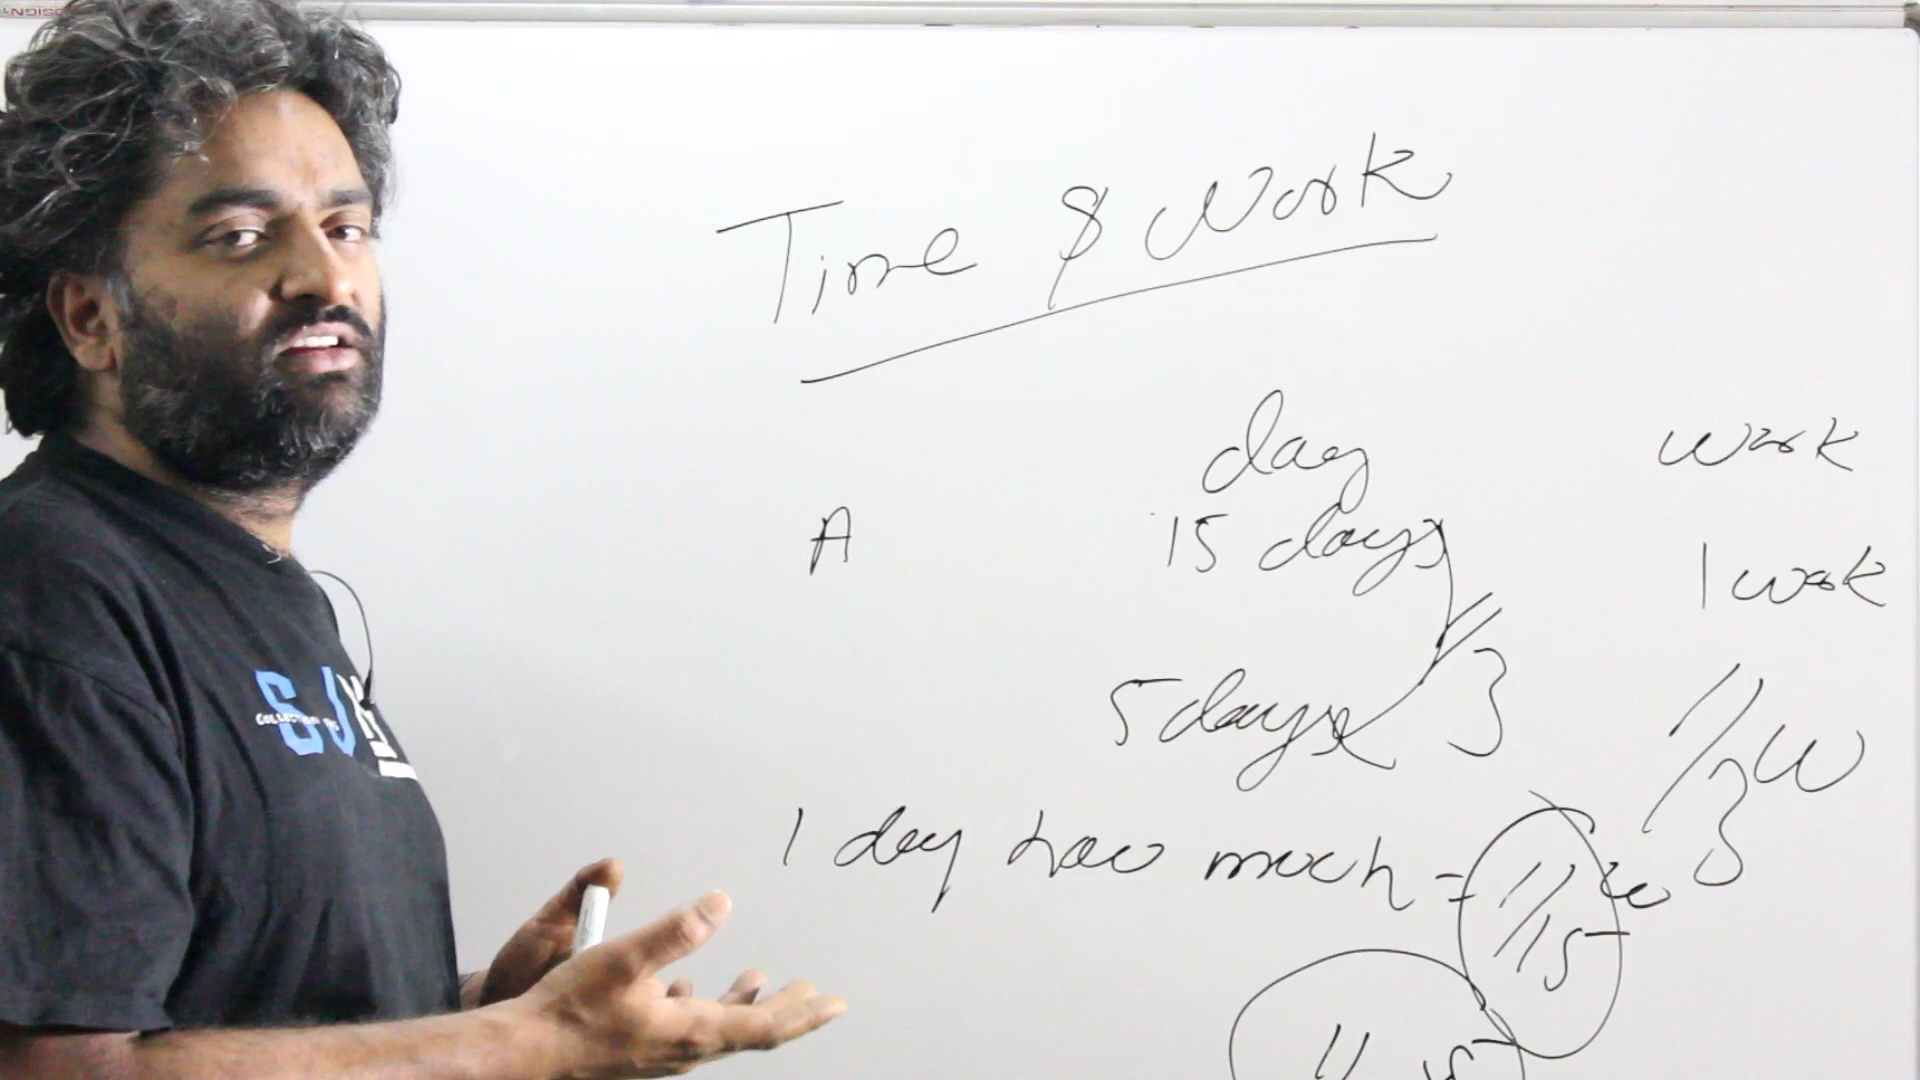 Time & Work
day work
A 15 days 1 work
1/3
5 days 1/3 W
1 day how much = 1/15 w